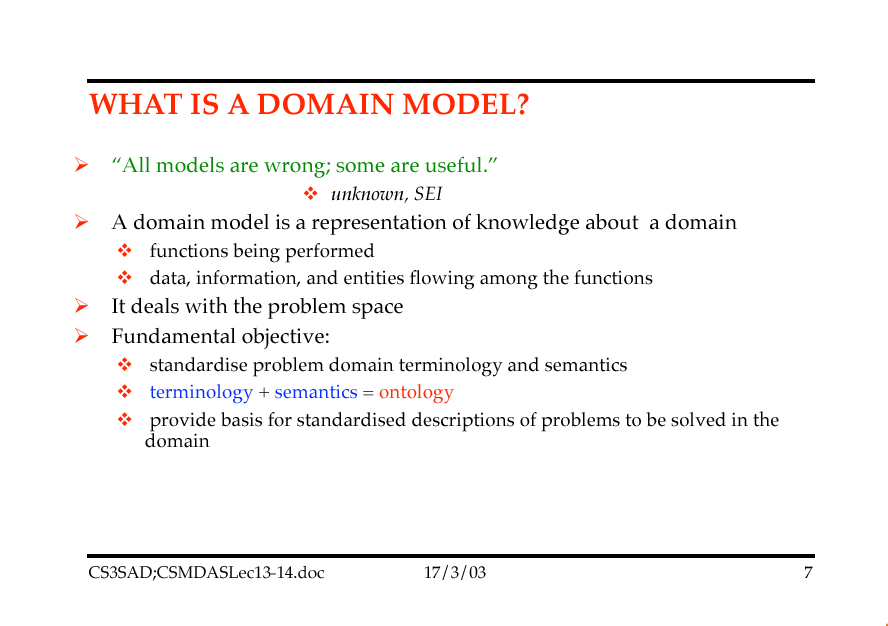 WHAT IS A DOMAIN MODEL?
“All models are wrong; some are useful.”
unknown, SEI
A domain model is a representation of knowledge about a domain
functions being performed
data, information, and entities flowing among the functions
It deals with the problem space
Fundamental objective:
standardise problem domain terminology and semantics
terminology + semantics = ontology
provide basis for standardised descriptions of problems to be solved in the
domain
CS3SAD;CSMDASLec13-14.doc 17/3/03 7